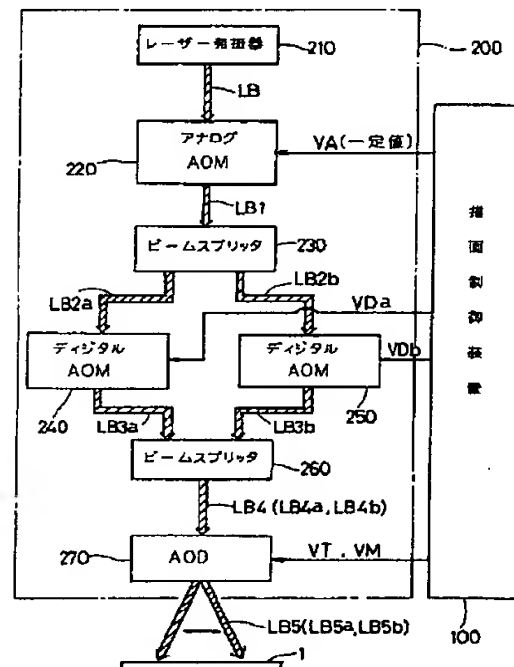 レーザー発振器
210
200
LB
アナログ
AOM
220
VA(一定値)
LB1
ビームスプリッタ
230
LB2a
LB2b
VDa
ディジタル
AOM
240
ディジタル
AOM
250
VDb
LB3a
LB3b
ビームスプリッタ
260
LB4(LB4a,LB4b)
AOD
270
VT・VM
LB5(LB5a,LB5b)
1
描画制御装置
100